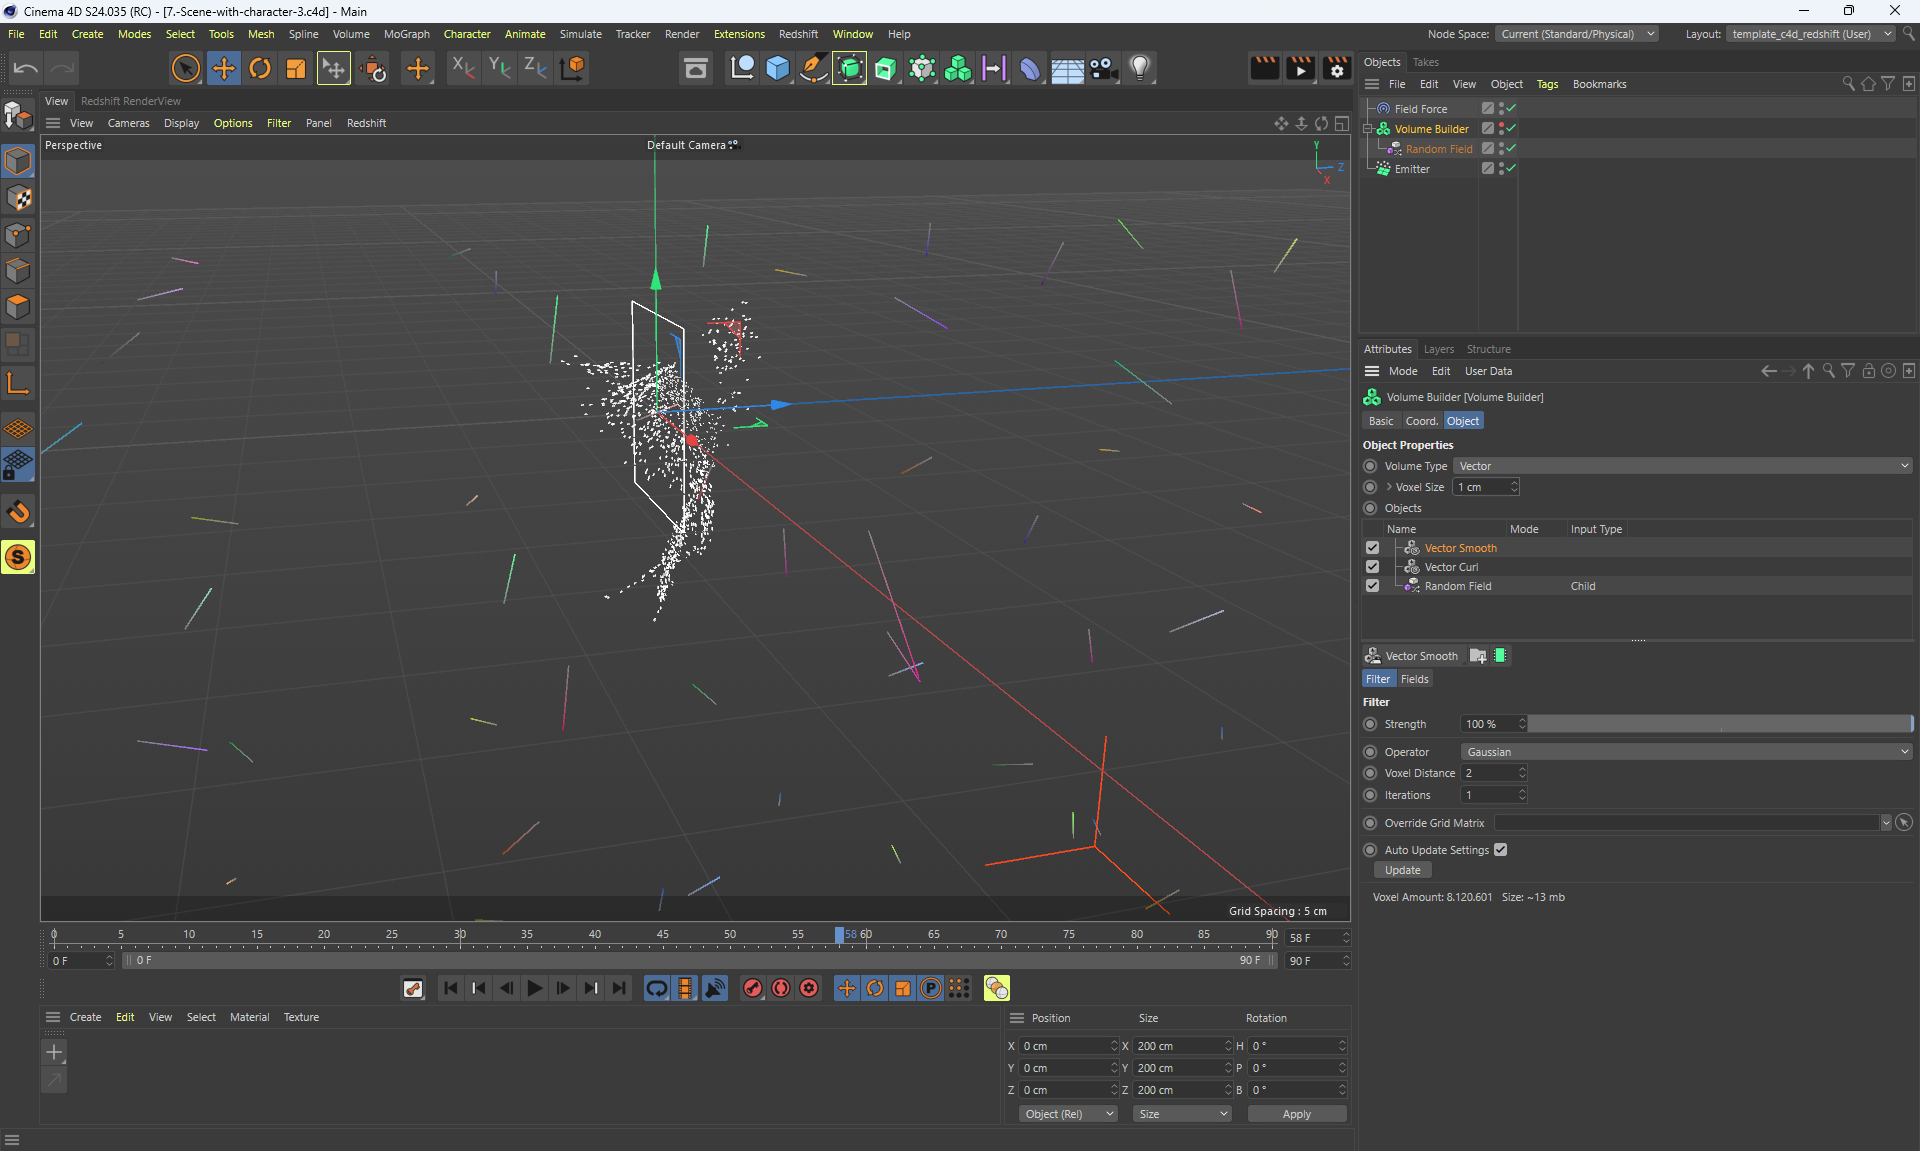 Cinema 4D S24.035 (RC) - [7.-Scene-with-character-3.c4d] - Main
File Edit Create Modes Select Tools Mesh Spline Volume MoGraph Character Animate Simulate Tracker Render Extensions Redshift Window Help
Node Space: Current (Standard/Physical) Layout: template_c4d_redshift (User)
X Y Z
Objects Takes
File Edit View Object Tags Bookmarks
View Redshift RenderView
View Cameras Display Options Filter Panel Redshift
Field Force
Volume Builder
Random Field
Emitter
Perspective
Default Camera
Y
Z
X
Attributes Layers Structure
Mode Edit User Data
Volume Builder [Volume Builder]
Basic Coord. Object
Object Properties
Volume Type Vector
Voxel Size 1 cm
Objects
Name Mode Input Type
Vector Smooth
Vector Curl
Random Field Child
S
Vector Smooth
Filter Fields
Filter
Strength 100 %
Operator Gaussian
Voxel Distance 2
Iterations 1
Override Grid Matrix
Auto Update Settings
Update
Voxel Amount: 8.120.601 Size: ~13 mb
Grid Spacing : 5 cm
0 5 10 15 20 25 30 35 40 45 50 55 58 60 65 70 75 80 85 90 58 F
0 F 0 F 90 F 90 F
P
Create Edit View Select Material Texture
Position Size Rotation
X 0 cm X 200 cm H 0 °
Y 0 cm Y 200 cm P 0 °
Z 0 cm Z 200 cm B 0 °
Object (Rel) Size Apply